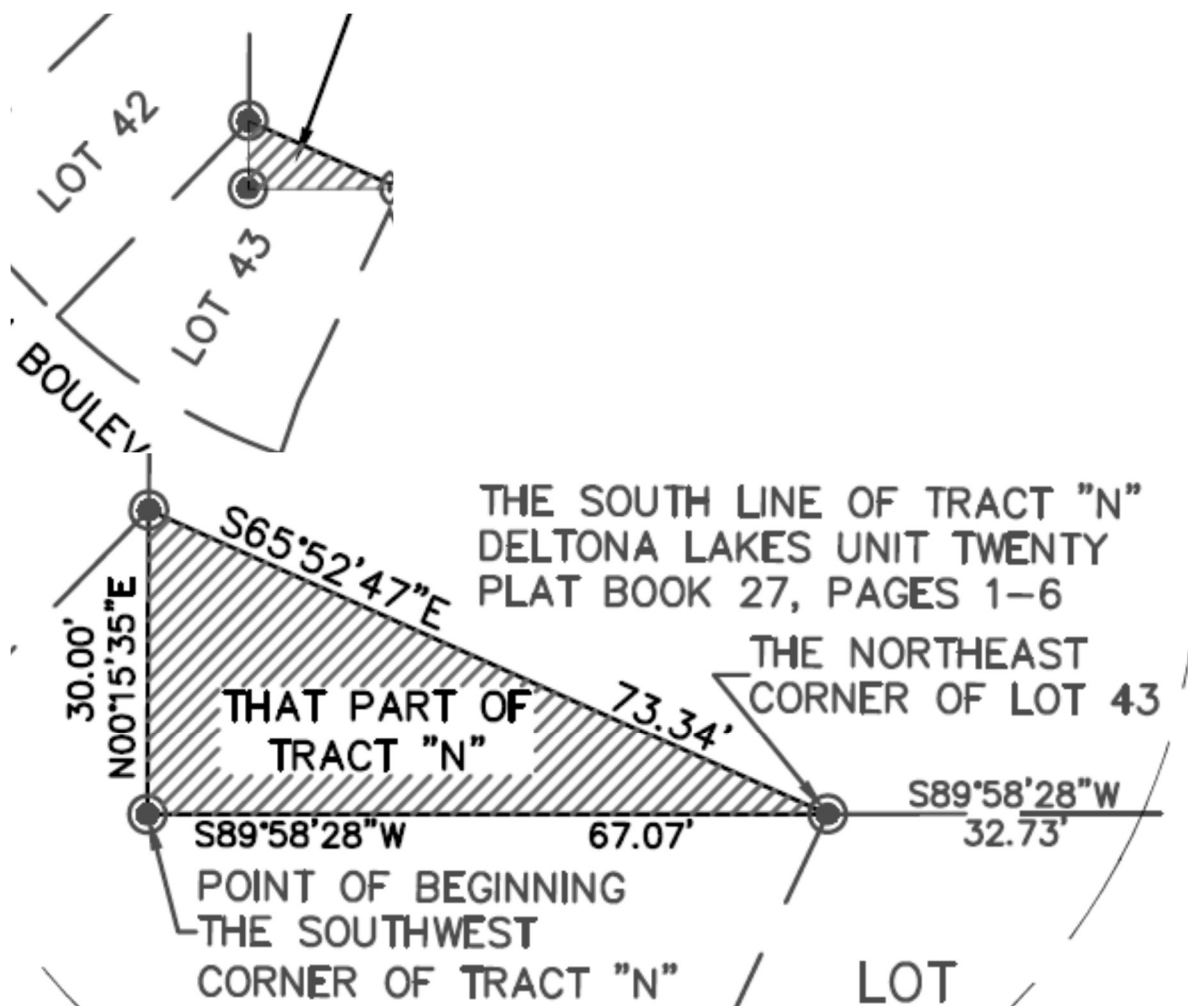 LOT 42
LOT 43
BOULEV
THE SOUTH LINE OF TRACT "N"
DELTONA LAKES UNIT TWENTY
PLAT BOOK 27, PAGES 1-6
THE NORTHEAST
CORNER OF LOT 43
S65°52'47"E
73.34'
30.00'
N00°15'35"E
THAT PART OF
TRACT "N"
S89°58'28"W
67.07'
S89°58'28"W
32.73'
POINT OF BEGINNING
THE SOUTHWEST
CORNER OF TRACT "N"
LOT